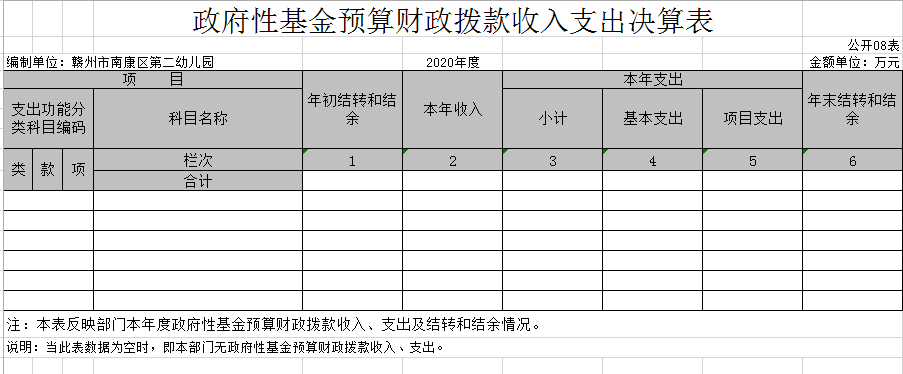 政府性基金预算财政拨款收入支出决算表
公开08表
编制单位：赣州市南康区第二幼儿园 2020年度 金额单位：万元
项 目 年初结转和结余 本年收入 本年支出 年末结转和结余
支出功能分类科目编码 科目名称 小计 基本支出 项目支出
类 款 项 栏次 1 2 3 4 5 6
合计
注：本表反映部门本年度政府性基金预算财政拨款收入、支出及结转和结余情况。
说明：当此表数据为空时，即本部门无政府性基金预算财政拨款收入、支出。